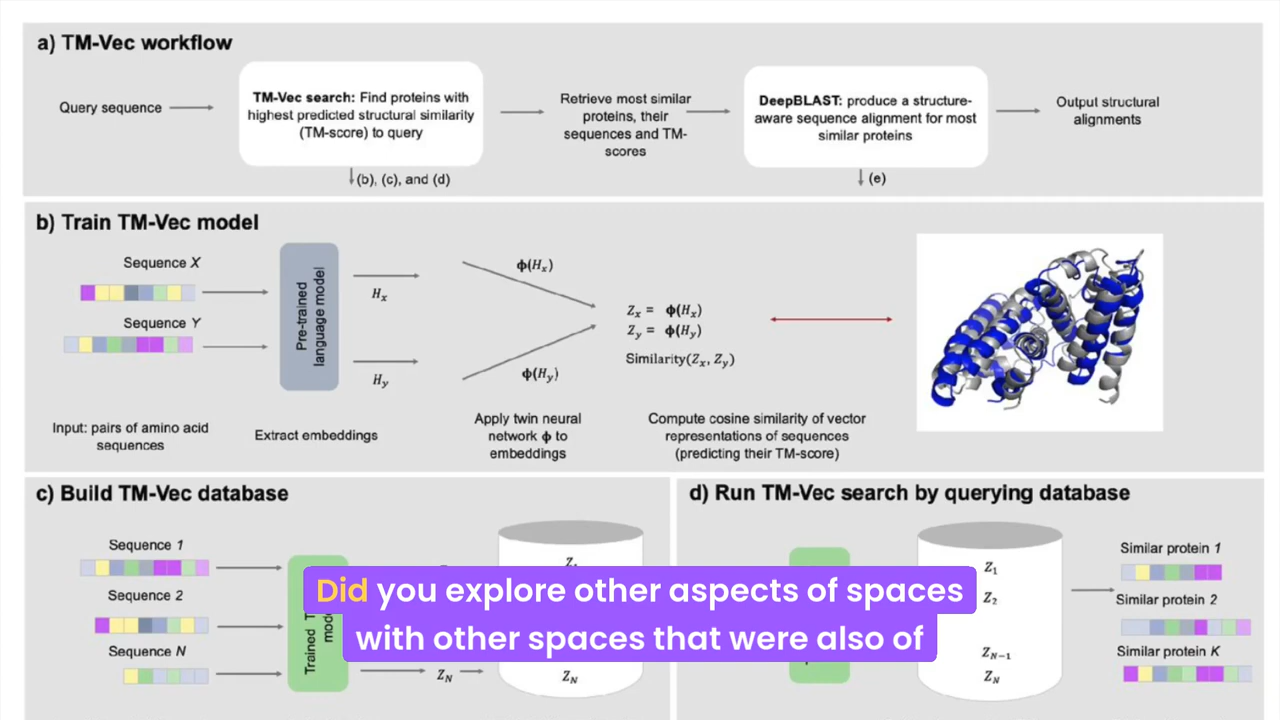 a) TM-Vec workflow
Query sequence
TM-Vec search: Find proteins with
highest predicted structural similarity
(TM-score) to query
Retrieve most similar
proteins, their
sequences and TM-
scores
DeepBLAST: produce a structure-
aware sequence alignment for most
similar proteins
Output structural
alignments
(b), (c), and (d)
(e)
b) Train TM-Vec model
Sequence X
Sequence Y
Pre-trained
language model
Hx
Hy
ϕ(Hx)
ϕ(Hy)
Zx = ϕ(Hx)
Zy = ϕ(Hy)
Similarity(Zx, Zy)
Input: pairs of amino acid
sequences
Extract embeddings
Apply twin neural
network ϕ to
embeddings
Compute cosine similarity of vector
representations of sequences
(predicting their TM-score)
c) Build TM-Vec database
Sequence 1
Sequence 2
Sequence N
Trained
ZN
ZN
d) Run TM-Vec search by querying database
Z1
Z2
ZN−1
ZN
Similar protein 1
Similar protein 2
Similar protein K
Did you explore other aspects of spaces
with other spaces that were also of